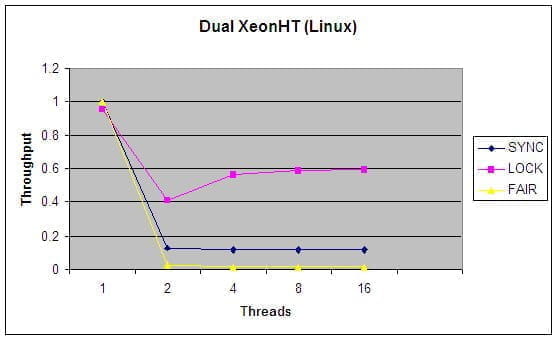 Dual XeonHT (Linux)
1.2
1
0.8
0.6
0.4
0.2
0
Throughput
1 2 4 8 16
Threads
SYNC
LOCK
FAIR